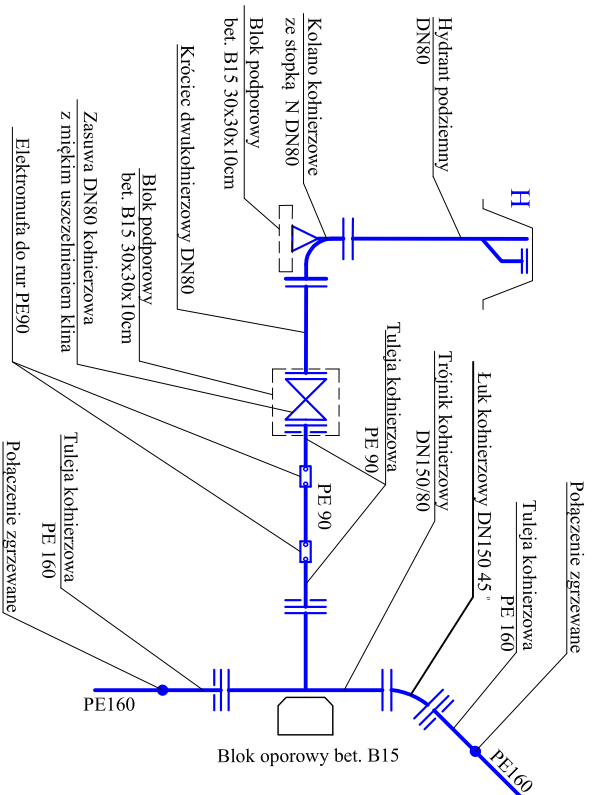 H
Hydrant podziemny
DN80
Kolano kołnierzowe
ze stopką N DN80
Blok podporowy
bet. B15 30x30x10cm
Króciec dwukołnierzowy DN80
Blok podporowy
bet. B15 30x30x10cm
Zasuwa DN80 kołnierzowa
z miękim uszczelnieniem klina
Elektromufa do rur PE90
Połączenie zgrzewane
Tuleja kołnierzowa
PE 160
Łuk kołnierzowy DN150 45°
Trójnik kołnierzowy
DN150/80
Tuleja kołnierzowa
PE 90
PE 90
Tuleja kołnierzowa
PE 160
Połączenie zgrzewane
PE160
PE160
Blok oporowy bet. B15